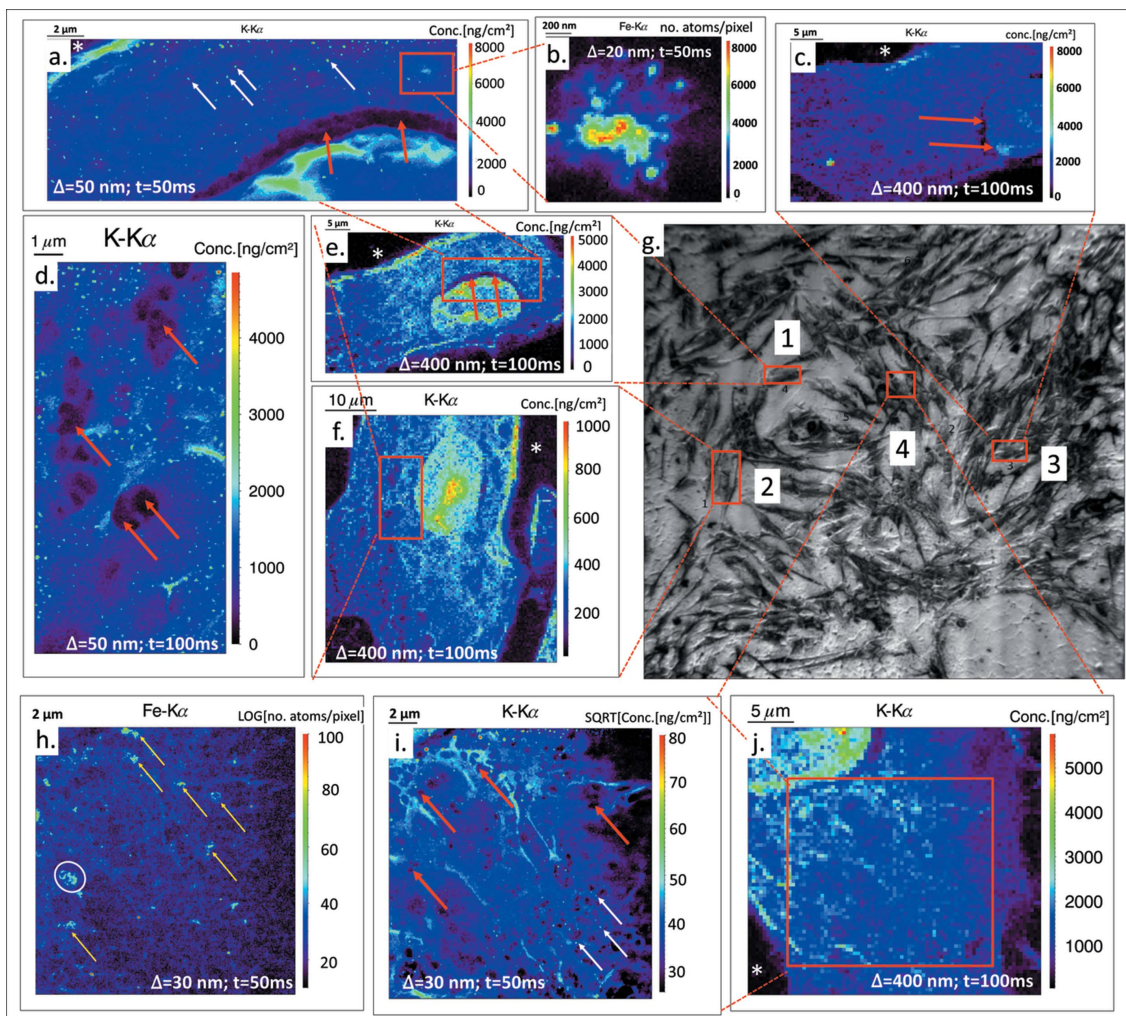 2 μm
K-Kα
Conc.[ng/cm²]
a.
*
8000
6000
4000
2000
0
Δ=50 nm; t=50ms
200 nm
Fe-Kα
no. atoms/pixel
b.
Δ=20 nm; t=50ms
8000
6000
4000
2000
0
5 μm
K-Kα
conc.[ng/cm²]
c.
*
8000
6000
4000
2000
0
Δ=400 nm; t=100ms
1 μm
K-Kα
Conc.[ng/cm²]
d.
4000
3000
2000
1000
0
Δ=50 nm; t=100ms
5 μm
K-Kα
Conc.[ng/cm²]
e.
*
5000
4000
3000
2000
1000
0
Δ=400 nm; t=100ms
10 μm
K-Kα
Conc.[ng/cm²]
f.
*
1000
800
600
400
200
Δ=400 nm; t=100ms
g.
6
1
5
2
4
3
3
2
1
2 μm
Fe-Kα
LOG[no. atoms/pixel]
h.
100
80
60
40
20
Δ=30 nm; t=50ms
2 μm
K-Kα
SQRT[Conc.[ng/cm²]]
i.
80
70
60
50
40
30
Δ=30 nm; t=50ms
5 μm
K-Kα
Conc.[ng/cm²]
j.
*
5000
4000
3000
2000
1000
Δ=400 nm; t=100ms